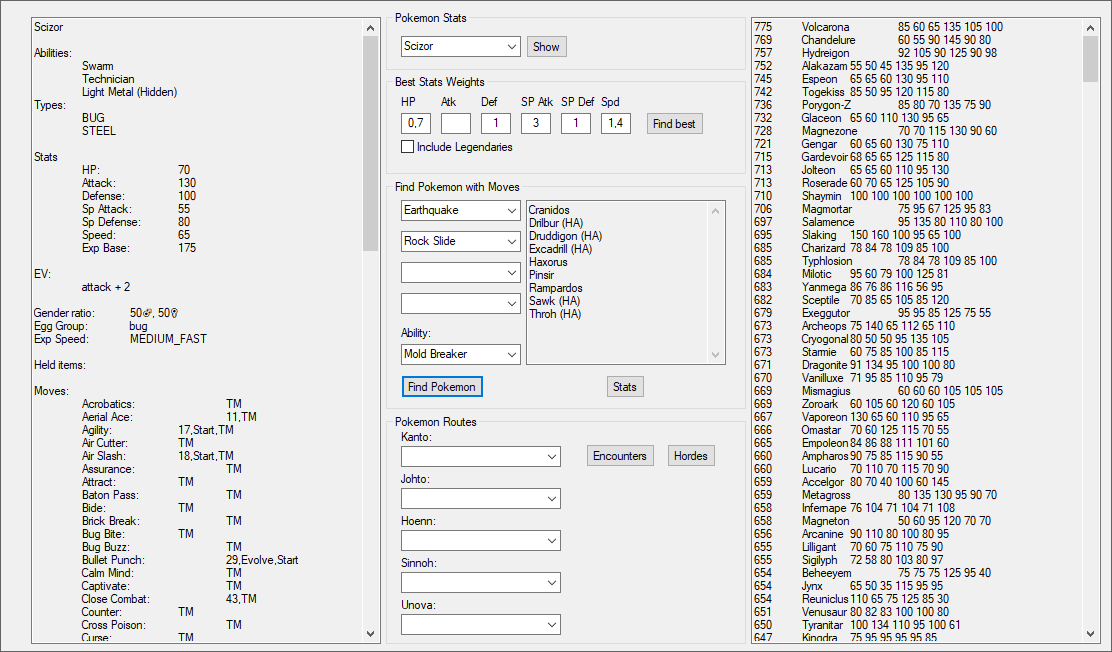 Scizor
Abilities:
Swarm
Technician
Light Metal (Hidden)
Types:
BUG
STEEL
Stats
HP: 70
Attack: 130
Defense: 100
Sp Attack: 55
Sp Defense: 80
Speed: 65
Exp Base: 175
EV:
attack + 2
Gender ratio: 50♂, 50♀
Egg Group: bug
Exp Speed: MEDIUM_FAST
Held items:
Moves:
Acrobatics: TM
Aerial Ace: 11,TM
Agility: 17,Start,TM
Air Cutter: TM
Air Slash: 18,Start,TM
Assurance: TM
Attract: TM
Baton Pass: TM
Bide: TM
Brick Break: TM
Bug Bite: TM
Bug Buzz: TM
Bullet Punch: 29,Evolve,Start
Calm Mind: TM
Captivate: TM
Close Combat: 43,TM
Counter: TM
Cross Poison: TM
Curse: TM
Pokemon Stats
Scizor Show
Best Stats Weights
HP Atk Def SP Atk SP Def Spd
0,7 1 3 1 1,4 Find best
Include Legendaries
Find Pokemon with Moves
Earthquake
Rock Slide
Ability:
Mold Breaker
Find Pokemon
Cranidos
Drilbur (HA)
Druddigon (HA)
Excadrill (HA)
Haxorus
Pinsir
Rampardos
Sawk (HA)
Throh (HA)
Stats
Pokemon Routes
Kanto:
Encounters Hordes
Johto:
Hoenn:
Sinnoh:
Unova:
775 Volcarona 85 60 65 135 105 100
769 Chandelure 60 55 90 145 90 80
757 Hydreigon 92 105 90 125 90 98
752 Alakazam 55 50 45 135 95 120
745 Espeon 65 65 60 130 95 110
742 Togekiss 85 50 95 120 115 80
736 Porygon-Z 85 80 70 135 75 90
732 Glaceon 65 60 110 130 95 65
728 Magnezone 70 70 115 130 90 60
721 Gengar 60 65 60 130 75 110
715 Gardevoir 68 65 65 125 115 80
713 Jolteon 65 65 60 110 95 130
713 Roserade 60 70 65 125 105 90
710 Shaymin 100 100 100 100 100 100
706 Magmortar 75 95 67 125 95 83
697 Salamence 95 135 80 110 80 100
695 Slaking 150 160 100 95 65 100
685 Charizard 78 84 78 109 85 100
685 Typhlosion 78 84 78 109 85 100
684 Milotic 95 60 79 100 125 81
683 Yanmega 86 76 86 116 56 95
682 Sceptile 70 85 65 105 85 120
679 Exeggutor 95 95 85 125 75 55
673 Archeops 75 140 65 112 65 110
673 Cryogonal 80 50 50 95 135 105
673 Starmie 60 75 85 100 85 115
671 Dragonite 91 134 95 100 100 80
670 Vanilluxe 71 95 85 110 95 79
669 Mismagius 60 60 60 105 105 105
669 Zoroark 60 105 60 120 60 105
667 Vaporeon 130 65 60 110 95 65
666 Omastar 70 60 125 115 70 55
665 Empoleon 84 86 88 111 101 60
660 Ampharos 90 75 85 115 90 55
660 Lucario 70 110 70 115 70 90
659 Accelgor 80 70 40 100 60 145
659 Metagross 80 135 130 95 90 70
658 Infernape 76 104 71 104 71 108
658 Magneton 50 60 95 120 70 70
656 Arcanine 90 110 80 100 80 95
655 Lilligant 70 60 75 110 75 90
655 Sigilyph 72 58 80 103 80 97
654 Beheeyem 75 75 75 125 95 40
654 Jynx 65 50 35 115 95 95
654 Reuniclus 110 65 75 125 85 30
651 Venusaur 80 82 83 100 100 80
650 Tyranitar 100 134 110 95 100 61
647 Kingdra 75 95 95 95 95 85